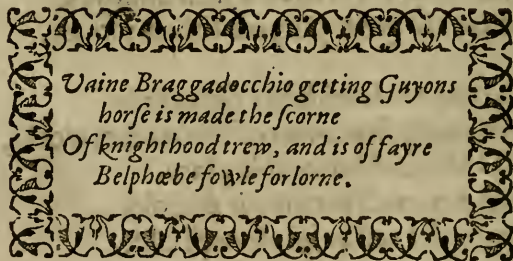 Vaine Braggadocchio getting Guyons
horſe is made the ſcorne
Of knighthood trew, and is of fayre
Belphœbe fowle forlorne.